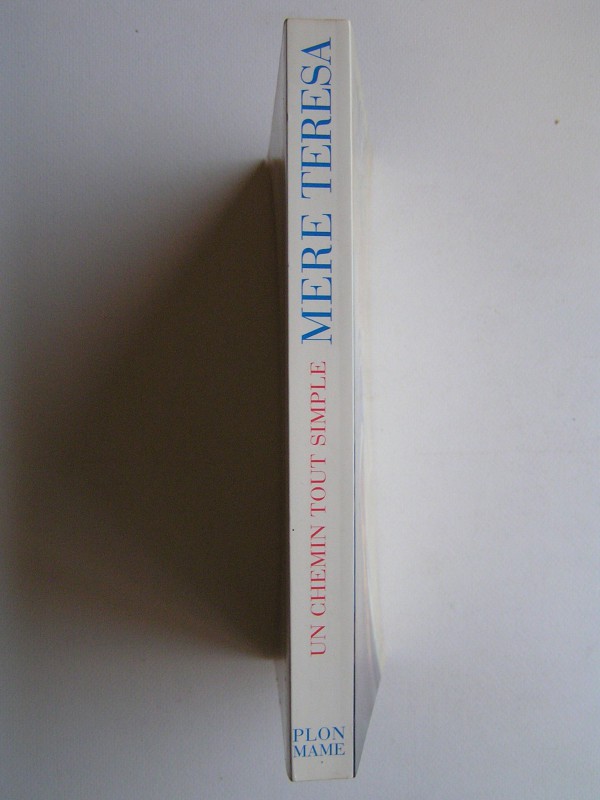 MERE TERESA
UN CHEMIN TOUT SIMPLE
PLON
MAME